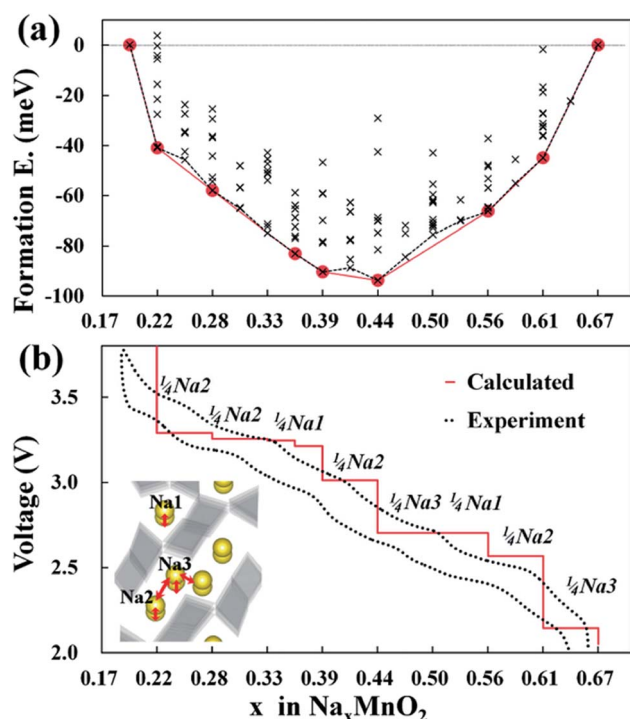 (a)
Formation E. (meV)
0
-20
-40
-60
-80
-100
0.17 0.22 0.28 0.33 0.39 0.44 0.50 0.56 0.61 0.67
(b)
Voltage (V)
3.5
3.0
2.5
2.0
¼Na2
¼Na2
¼Na1
¼Na2
¼Na3 ¼Na1
¼Na2
¼Na3
Calculated
Experiment
Na1
Na3
Na2
0.17 0.22 0.28 0.33 0.39 0.44 0.50 0.56 0.61 0.67
x in NaₓMnO₂